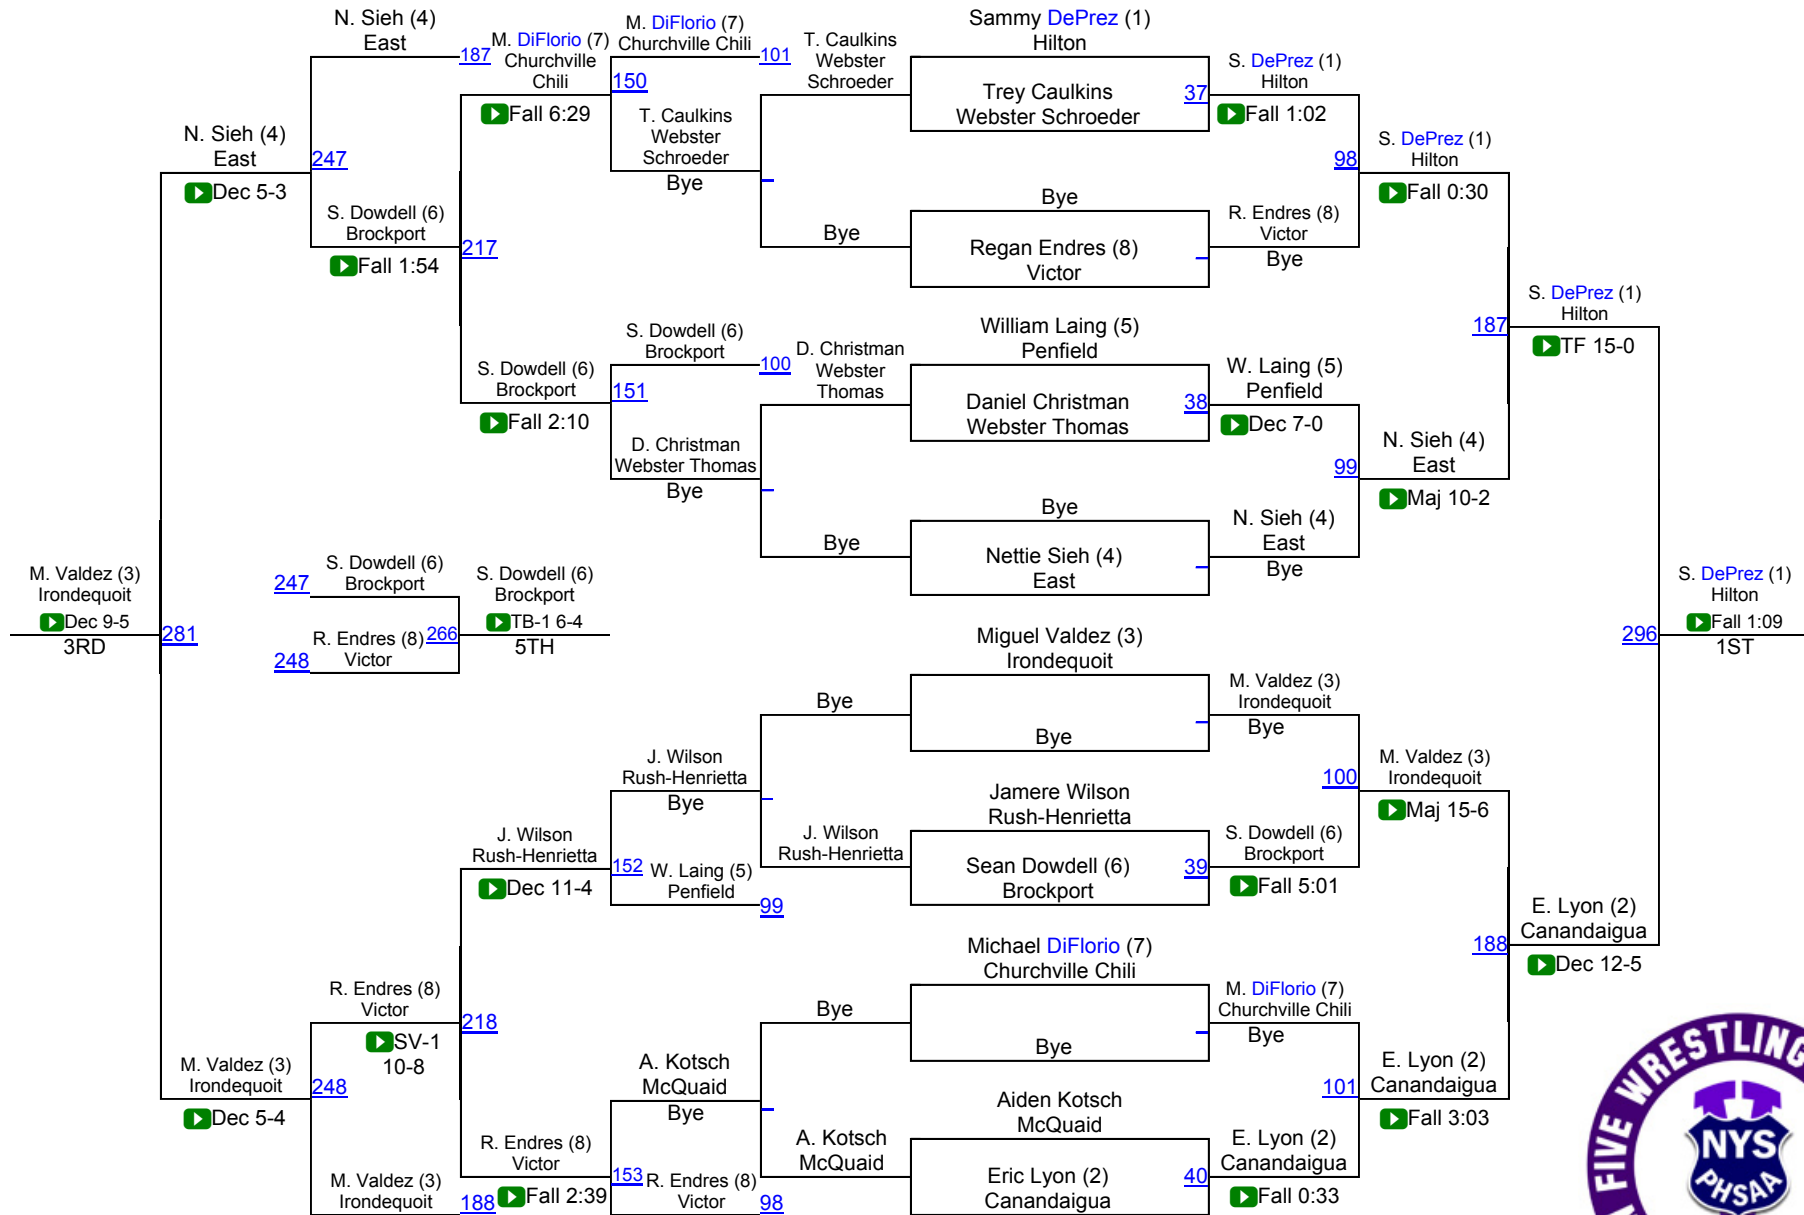 N. Sieh (4)
East
187
M. DiFlorio (7)
Churchville
Chili
Fall 6:29
M. DiFlorio (7)
Churchville Chili
101
150
T. Caulkins
Webster
Schroeder
Bye
T. Caulkins
Webster
Schroeder
Sammy DePrez (1)
Hilton
Trey Caulkins
Webster Schroeder
37
S. DePrez (1)
Hilton
Fall 1:02
98
S. DePrez (1)
Hilton
Fall 0:30
N. Sieh (4)
East
Dec 5-3
247
S. Dowdell (6)
Brockport
Fall 1:54
217
Bye
Bye
Regan Endres (8)
Victor
R. Endres (8)
Victor
Bye
187
S. DePrez (1)
Hilton
TF 15-0
S. Dowdell (6)
Brockport
Fall 2:10
S. Dowdell (6)
Brockport
100
151
D. Christman
Webster Thomas
Bye
D. Christman
Webster
Thomas
William Laing (5)
Penfield
Daniel Christman
Webster Thomas
38
W. Laing (5)
Penfield
Dec 7-0
99
N. Sieh (4)
East
Maj 10-2
Bye
Bye
Nettie Sieh (4)
East
N. Sieh (4)
East
Bye
M. Valdez (3)
Irondequoit
Dec 9-5
3RD
281
247
S. Dowdell (6)
Brockport
248
R. Endres (8)
Victor
266
S. Dowdell (6)
Brockport
TB-1 6-4
5TH
296
S. DePrez (1)
Hilton
Fall 1:09
1ST
Miguel Valdez (3)
Irondequoit
Bye
Bye
M. Valdez (3)
Irondequoit
Bye
100
M. Valdez (3)
Irondequoit
Maj 15-6
J. Wilson
Rush-Henrietta
Bye
J. Wilson
Rush-Henrietta
Jamere Wilson
Rush-Henrietta
Sean Dowdell (6)
Brockport
39
S. Dowdell (6)
Brockport
Fall 5:01
J. Wilson
Rush-Henrietta
Dec 11-4
152
W. Laing (5)
Penfield
99
188
E. Lyon (2)
Canandaigua
Dec 12-5
Michael DiFlorio (7)
Churchville Chili
Bye
Bye
M. DiFlorio (7)
Churchville Chili
Bye
101
E. Lyon (2)
Canandaigua
Fall 3:03
R. Endres (8)
Victor
SV-1
10-8
218
M. Valdez (3)
Irondequoit
Dec 5-4
248
A. Kotsch
McQuaid
Bye
A. Kotsch
McQuaid
Aiden Kotsch
McQuaid
Eric Lyon (2)
Canandaigua
40
E. Lyon (2)
Canandaigua
Fall 0:33
R. Endres (8)
Victor
Fall 2:39
153
R. Endres (8)
Victor
98
M. Valdez (3)
Irondequoit
188
FIVE WRESTLING
NYS
PHSAA